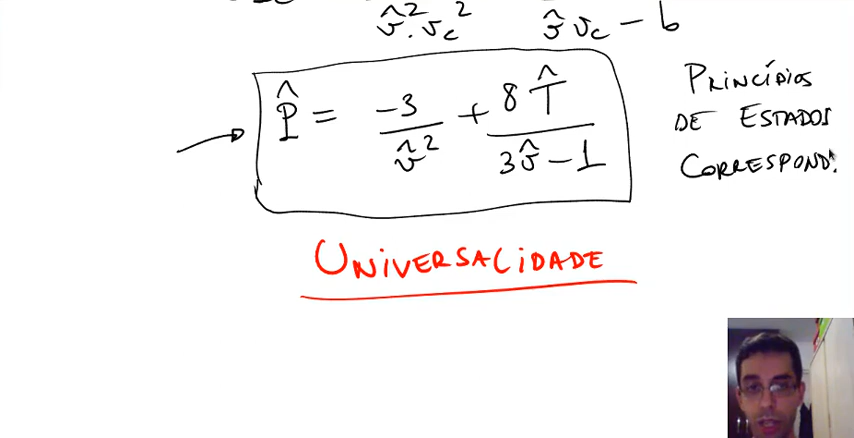 v̂². v_c² v̂ v_c − b
P̂ = −3/v̂² + 8T̂/(3v̂ − 1)
PRINCÍPIOS
DE ESTADOS
CORRESPOND.
UNIVERSALIDADE